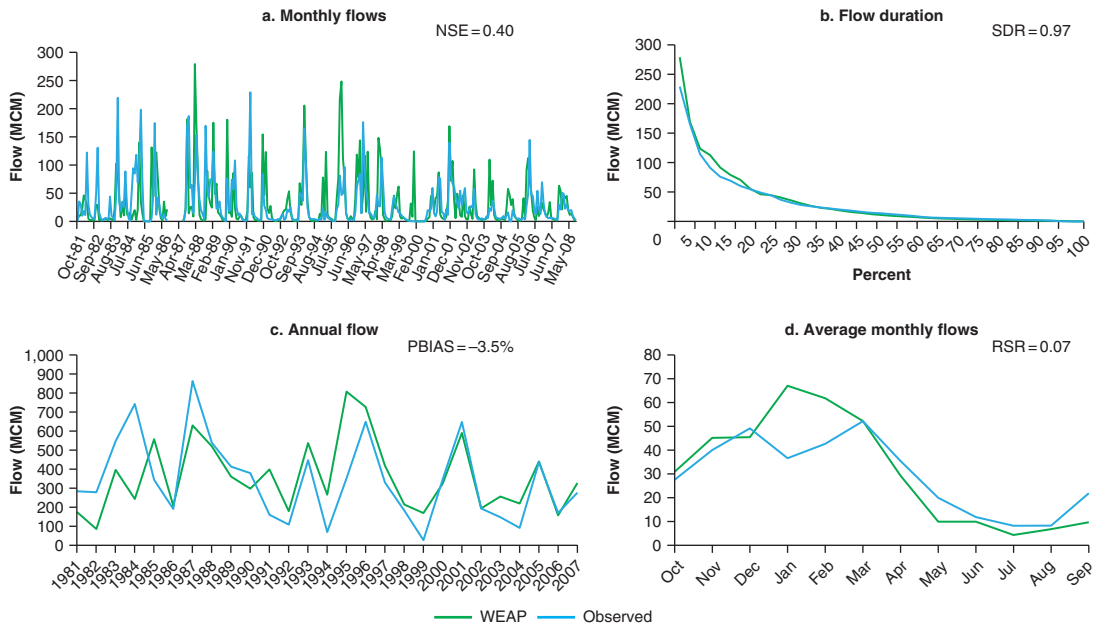 a. Monthly flows
NSE = 0.40
Flow (MCM)
300
250
200
150
100
50
0
Oct-81
Sep-82
Aug-83
Jul-84
Jun-85
May-86
Apr-87
Mar-88
Feb-89
Jan-90
Nov-91
Dec-90
Oct-92
Sep-93
Aug-94
Jul-95
Jun-96
May-97
Apr-98
Mar-99
Feb-00
Jan-01
Dec-01
Nov-02
Oct-03
Sep-04
Aug-05
Jul-06
Jun-07
May-08
b. Flow duration
SDR = 0.97
Flow (MCM)
300
250
200
150
100
50
0
5
10
15
20
25
30
35
40
45
50
55
60
65
70
75
80
85
90
95
100
Percent
c. Annual flow
PBIAS = –3.5%
Flow (MCM)
1,000
900
800
700
600
500
400
300
200
100
0
1981
1982
1983
1984
1985
1986
1987
1988
1989
1990
1991
1992
1993
1994
1995
1996
1997
1998
1999
2000
2001
2002
2003
2004
2005
2006
2007
d. Average monthly flows
RSR = 0.07
Flow (MCM)
80
70
60
50
40
30
20
10
0
Oct
Nov
Dec
Jan
Feb
Mar
Apr
May
Jun
Jul
Aug
Sep
WEAP
Observed